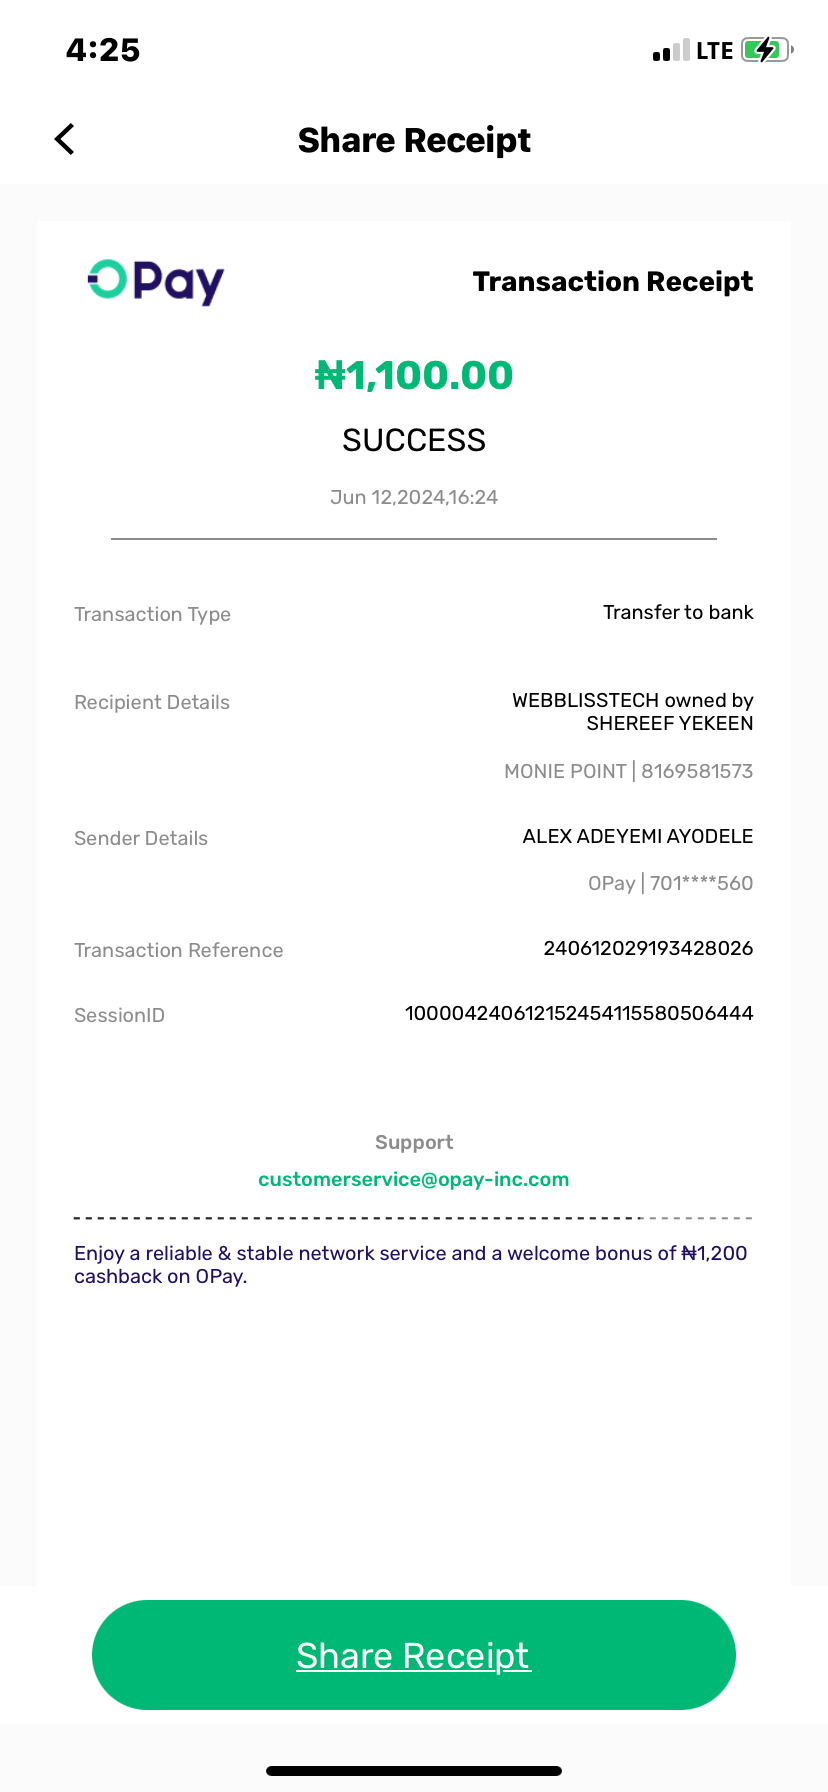 4:25
LTE
Share Receipt
OPay
Transaction Receipt
₦1,100.00
SUCCESS
Jun 12,2024,16:24
Transaction Type
Transfer to bank
Recipient Details
WEBBLISSTECH owned by
SHEREEF YEKEEN
MONIE POINT | 8169581573
Sender Details
ALEX ADEYEMI AYODELE
OPay | 701****560
Transaction Reference
240612029193428026
SessionID
100004240612152454115580506444
Support
customerservice@opay-inc.com
Enjoy a reliable & stable network service and a welcome bonus of ₦1,200
cashback on OPay.
Share Receipt